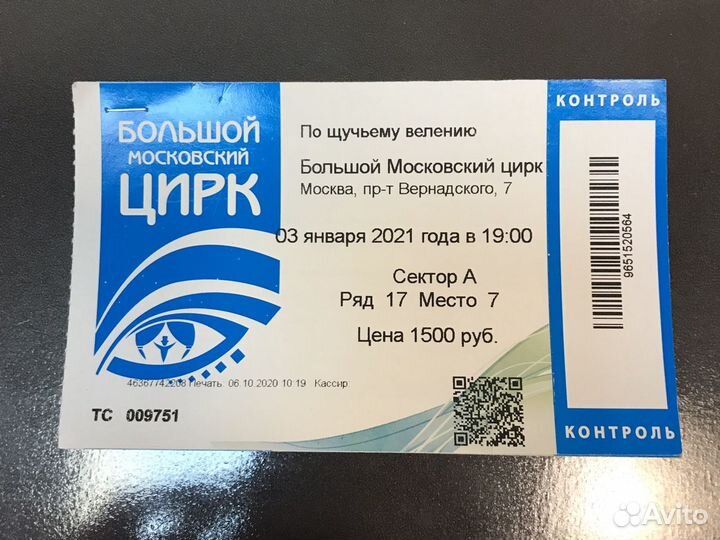 БОЛЬШОЙ
МОСКОВСКИЙ
ЦИРК
По щучьему велению
Большой Московский цирк
Москва, пр-т Вернадского, 7
03 января 2021 года в 19:00
Сектор А
Ряд 17 Место 7
Цена 1500 руб.
46367742208 Печать: 06.10.2020 10:19 Кассир:
ТС 009751
КОНТРОЛЬ
9651520564
КОНТРОЛЬ
Avito